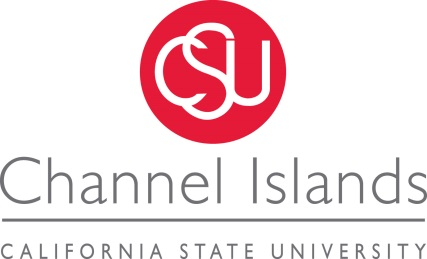 CSU
Channel Islands
CALIFORNIA STATE UNIVERSITY